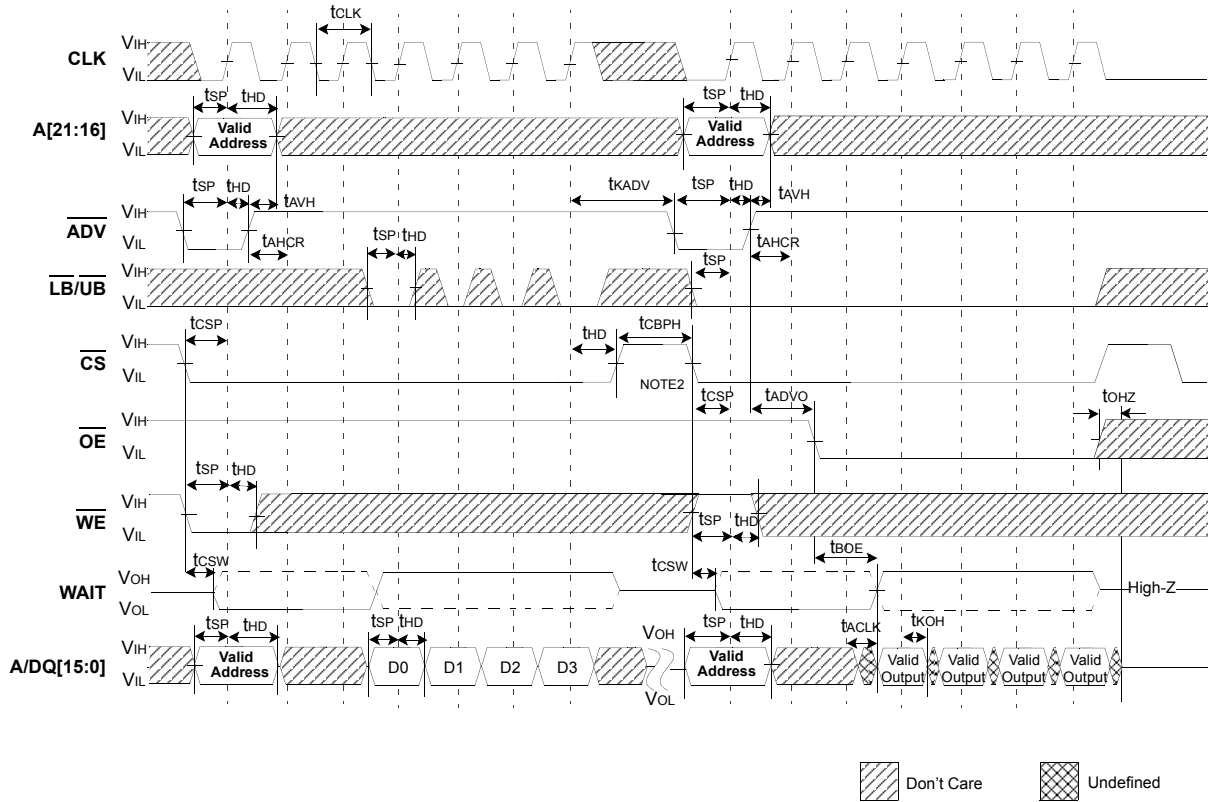 tCLK
CLK
VIH
VIL
tSP tHD tSP tHD
A[21:16]
VIH
VIL
Valid Address
Valid Address
tSP tHD tAVH tKADV tSP tHD tAVH
ADV
VIH
VIL
tAHCR tSP tHD tAHCR
tSP
LB/UB
VIH
VIL
tCSP tHD tCBPH
CS
VIH
VIL
NOTE2
tCSP tADVO tOHZ
OE
VIH
VIL
tSP tHD
WE
VIH
VIL
tSP tHD
tBOE
tCSW tCSW
WAIT
VOH
VOL
High-Z
tSP tHD tSP tHD VOH tSP tHD tACLK tKOH
A/DQ[15:0]
VIH
VIL
Valid Address
D0 D1 D2 D3
VOL
Valid Address
Valid Output
Valid Output
Valid Output
Valid Output
Don't Care
Undefined